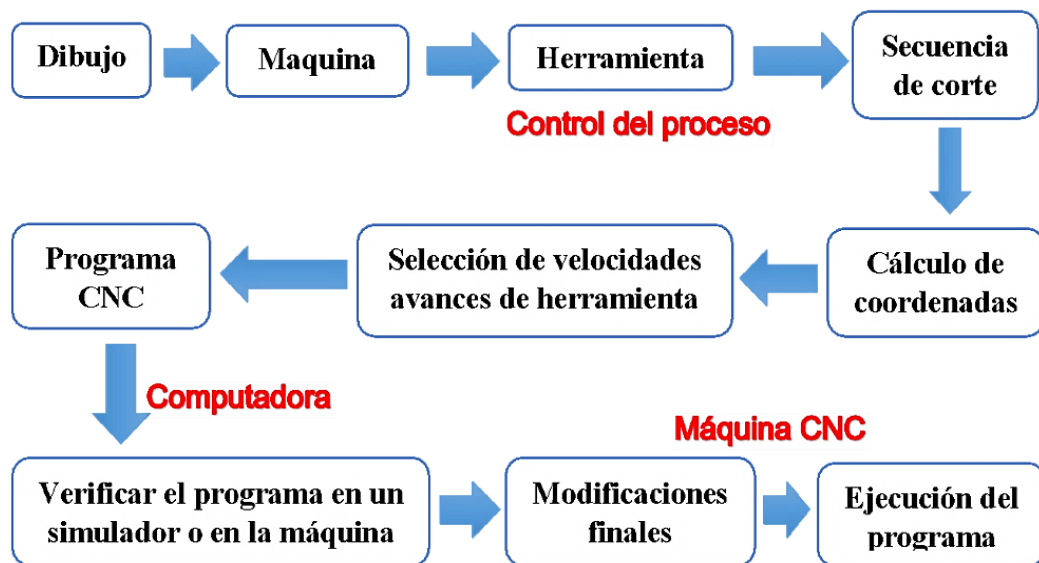 Dibujo
Maquina
Herramienta
Secuencia
de corte
Control del proceso
Programa
CNC
Selección de velocidades
avances de herramienta
Cálculo de
coordenadas
Computadora
Máquina CNC
Verificar el programa en un
simulador o en la máquina
Modificaciones
finales
Ejecución del
programa